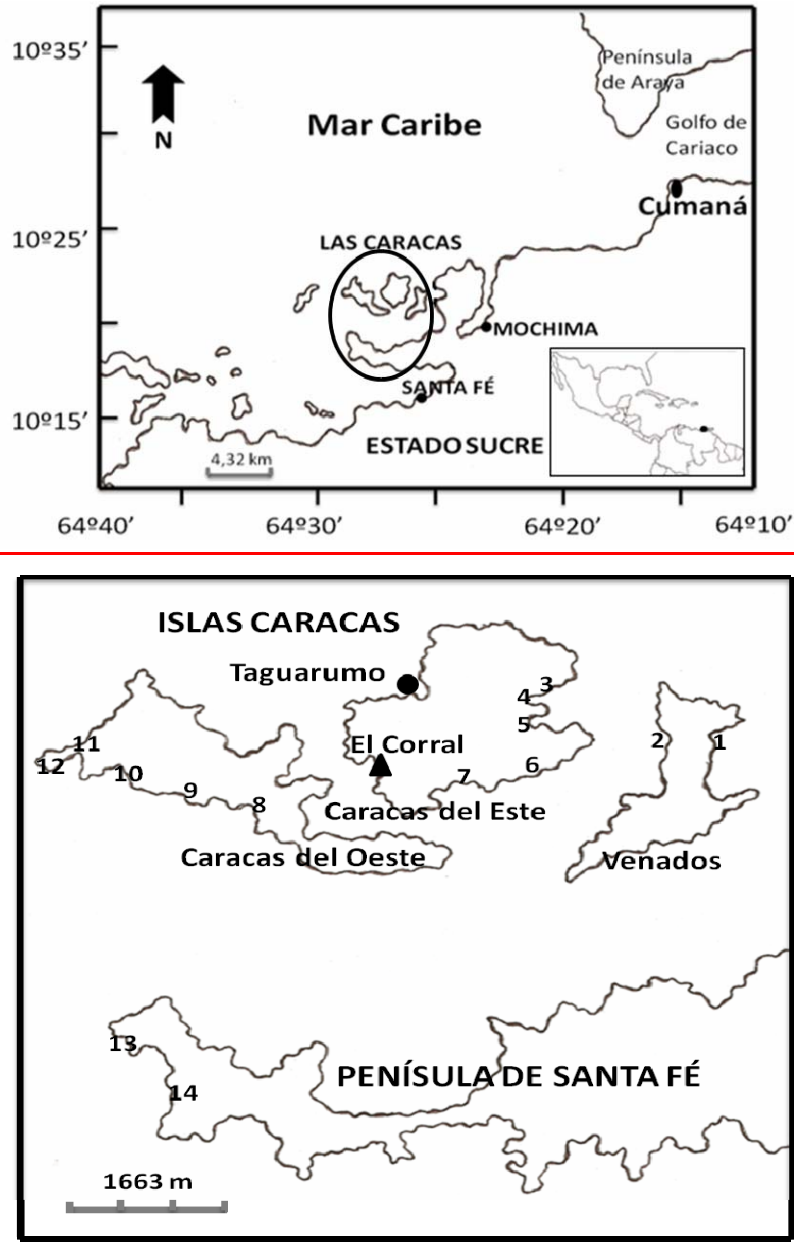 10º35'
Península
de Araya
Mar Caribe
N
Golfo de
Cariaco
Cumaná
10º25'
LAS CARACAS
MOCHIMA
SANTA FÉ
10º15'
ESTADO SUCRE
4,32 km
64º40'
64º30'
64º20'
64º10'
ISLAS CARACAS
Taguarumo
3
4
5
2
1
El Corral
11
12
10
9
8
7
6
Caracas del Este
Caracas del Oeste
Venados
13
PENÍSULA DE SANTA FÉ
14
1663 m